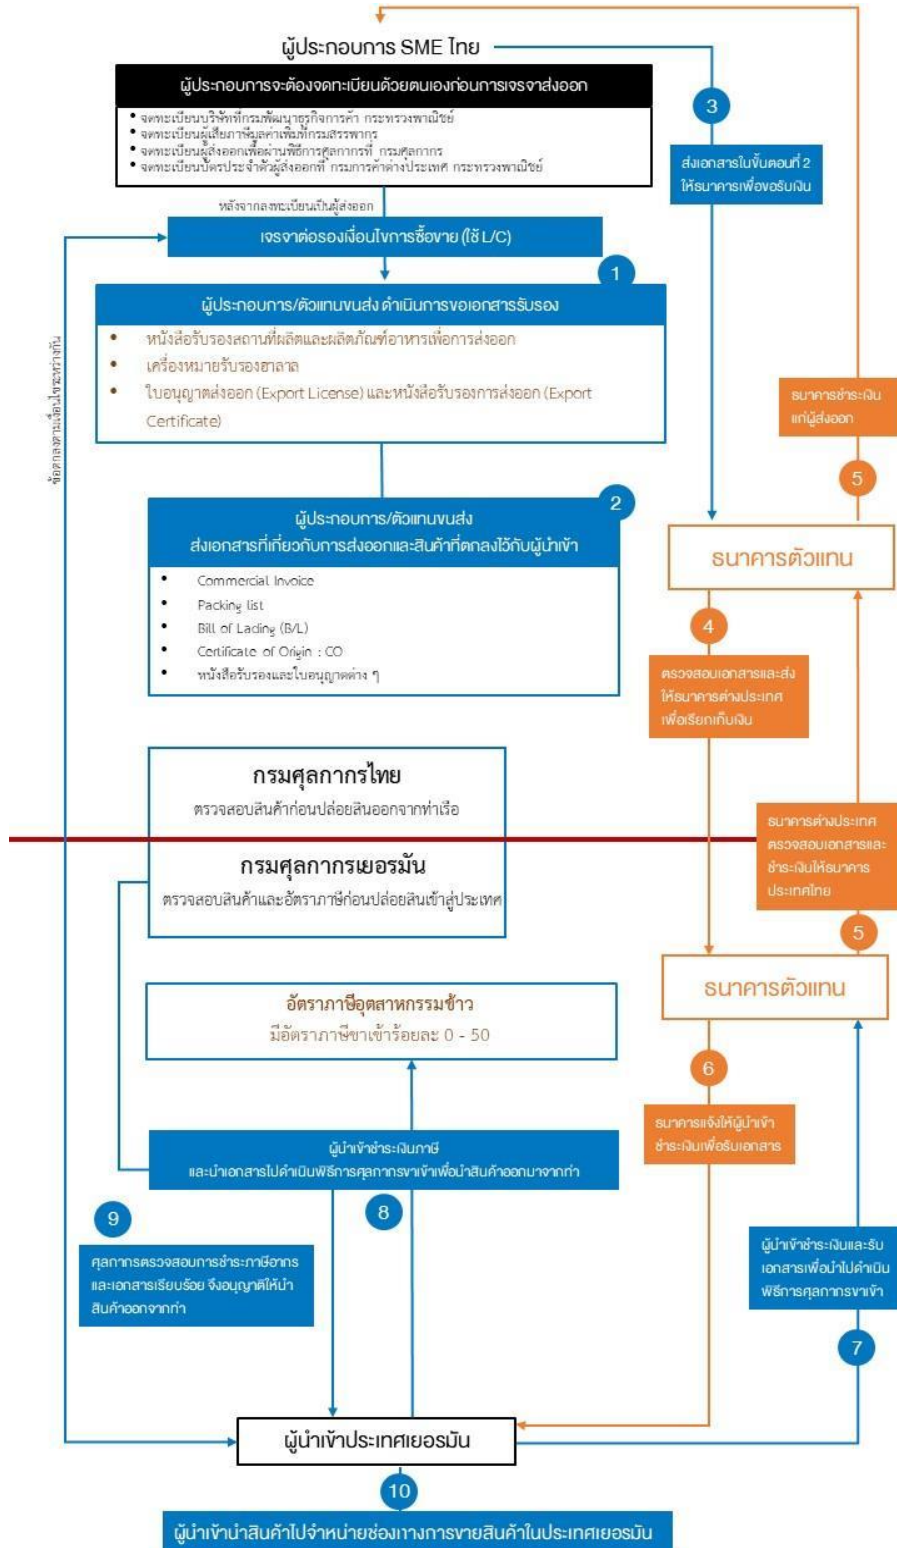 ผู้ประกอบการ SME ไทย
ผู้ประกอบการจะต้องจดทะเบียนด้วยตนเองก่อนการเจรจาส่งออก
• จดทะเบียนบริษัทที่กรมพัฒนาธุรกิจการค้า กระทรวงพาณิชย์
• จดทะเบียนผู้เสียภาษีมูลค่าเพิ่มที่กรมสรรพากร
• จดทะเบียนผู้ส่งออกเพื่อผ่านพิธีการศุลกากรที่ กรมศุลกากร
• จดทะเบียนบัตรประจำตัวผู้ส่งออกที่ กรมการค้าต่างประเทศ กระทรวงพาณิชย์
หลังจากลงทะเบียนเป็นผู้ส่งออก
เจรจาต่อรองเงื่อนไขการซื้อขาย (ใช้ L/C)
1
ผู้ประกอบการ/ตัวแทนขนส่ง ดำเนินการขอเอกสารรับรอง
• หนังสือรับรองสถานที่ผลิตและผลิตภัณฑ์อาหารเพื่อการส่งออก
• เครื่องหมายรับรองฮาลาล
• ใบอนุญาตส่งออก (Export License) และหนังสือรับรองการส่งออก (Export
Certificate)
ข้อตกลงตามเงื่อนไขระหว่างกัน
2
ผู้ประกอบการ/ตัวแทนขนส่ง
ส่งเอกสารที่เกี่ยวกับการส่งออกและสินค้าที่ตกลงไว้กับผู้นำเข้า
• Commercial Invoice
• Packing list
• Bill of Lading (B/L)
• Certificate of Origin : CO
• หนังสือรับรองและใบอนุญาตต่าง ๆ
3
ส่งเอกสารในขั้นตอนที่ 2
ให้ธนาคารเพื่อขอรับเงิน
ธนาคารชำระเงิน
แก่ผู้ส่งออก
5
ธนาคารตัวแทน
4
ตรวจสอบเอกสารและส่ง
ให้ธนาคารต่างประเทศ
เพื่อเรียกเก็บเงิน
กรมศุลกากรไทย
ตรวจสอบสินค้าก่อนปล่อยสินออกจากท่าเรือ
กรมศุลกากรเยอรมัน
ตรวจสอบสินค้าและอัตราภาษีก่อนปล่อยสินเข้าสู่ประเทศ
ธนาคารต่างประเทศ
ตรวจสอบเอกสารและ
ชำระเงินให้ธนาคาร
ประเทศไทย
5
ธนาคารตัวแทน
อัตราภาษีอุตสาหกรรมข้าว
มีอัตราภาษีขาเข้าร้อยละ 0 - 50
6
ธนาคารแจ้งให้ผู้นำเข้า
ชำระเงินเพื่อรับเอกสาร
ผู้นำเข้าชำระเงินภาษี
และนำเอกสารไปดำเนินพิธีการศุลกากรขาเข้าเพื่อนำสินค้าออกมาจากท่า
8
9
ศุลกากรตรวจสอบการชำระภาษีอากร
และเอกสารเรียบร้อย จึงอนุญาติให้นำ
สินค้าออกจากท่า
ผู้นำเข้าชำระเงินและรับ
เอกสารเพื่อนำไปดำเนิน
พิธีการศุลกากรขาเข้า
7
ผู้นำเข้าประเทศเยอรมัน
10
ผู้นำเข้านำสินค้าไปจำหน่ายช่องทางการขายสินค้าในประเทศเยอรมัน